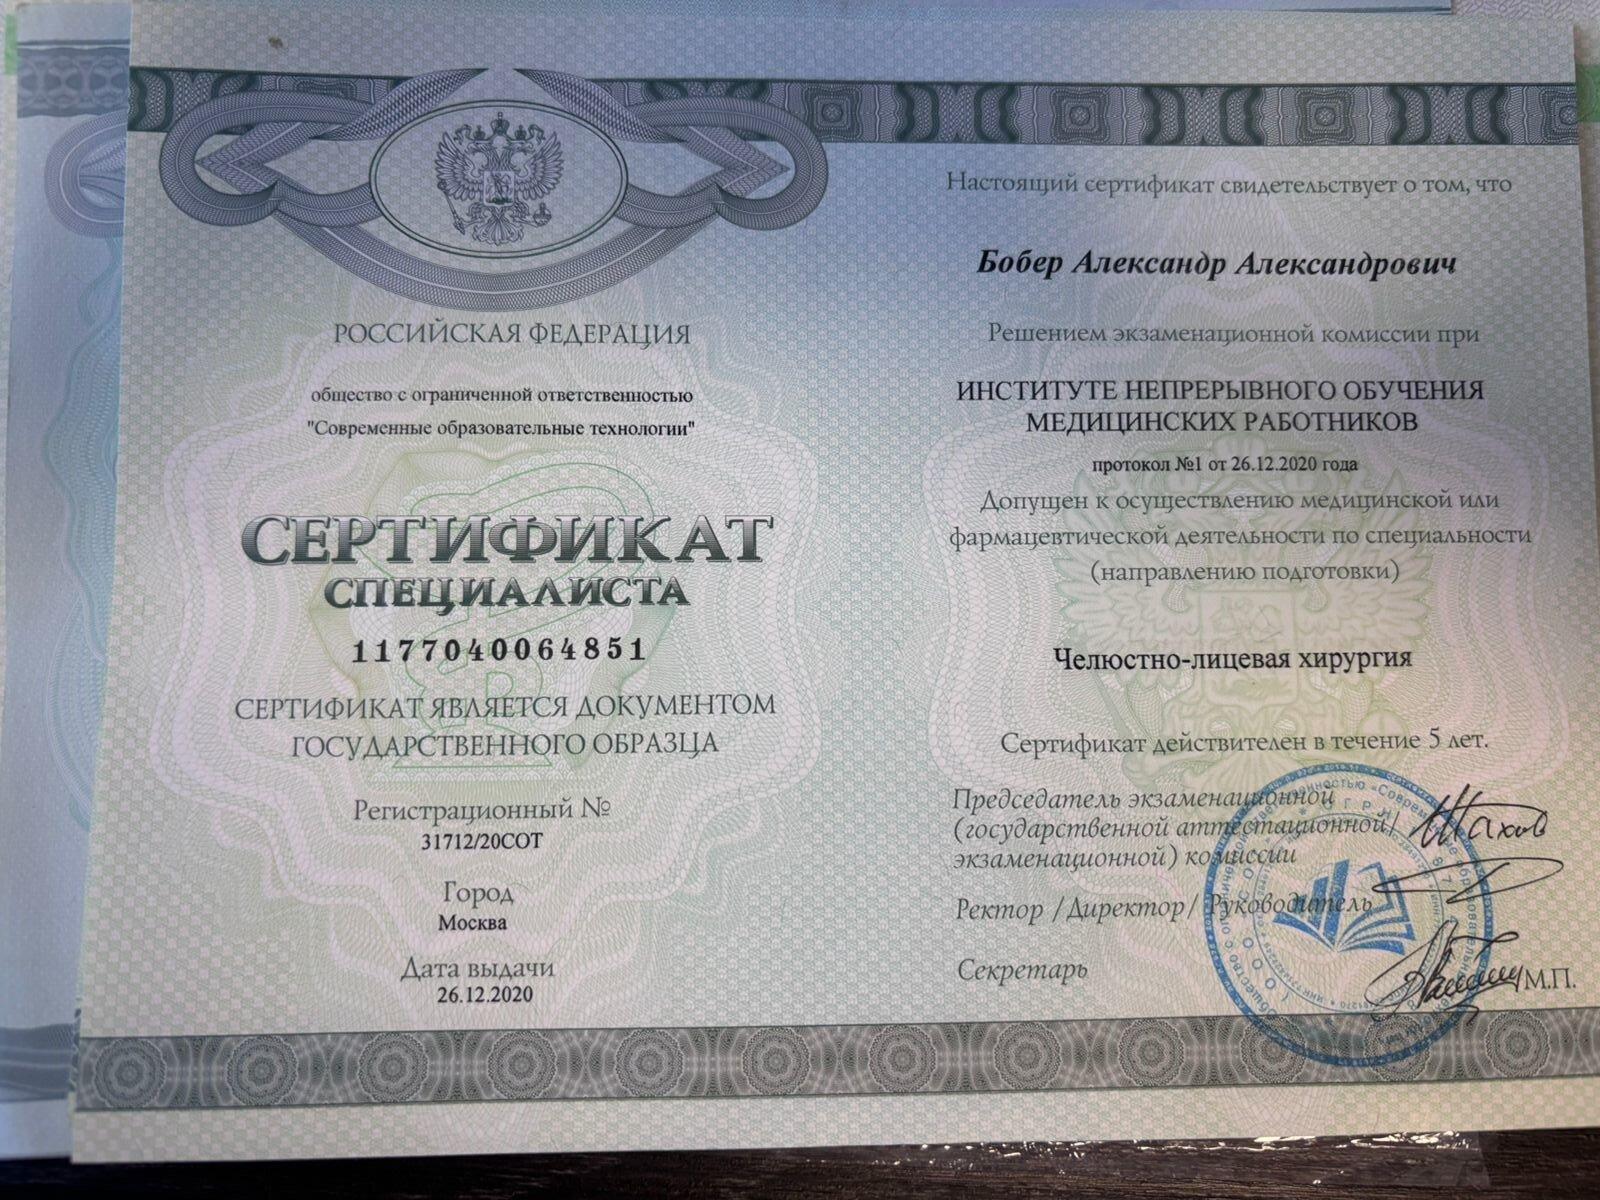 РОССИЙСКАЯ ФЕДЕРАЦИЯ
общество с ограниченной ответственностью
"Современные образовательные технологии"
СЕРТИФИКАТ
СПЕЦИАЛИСТА
1177040064851
СЕРТИФИКАТ ЯВЛЯЕТСЯ ДОКУМЕНТОМ
ГОСУДАРСТВЕННОГО ОБРАЗЦА
Регистрационный №
31712/20СОТ
Город
Москва
Дата выдачи
26.12.2020
Настоящий сертификат свидетельствует о том, что
Бобер Александр Александрович
Решением экзаменационной комиссии при
ИНСТИТУТЕ НЕПРЕРЫВНОГО ОБУЧЕНИЯ
МЕДИЦИНСКИХ РАБОТНИКОВ
протокол №1 от 26.12.2020 года
Допущен к осуществлению медицинской или
фармацевтической деятельности по специальности
(направлению подготовки)
Челюстно-лицевая хирургия
Сертификат действителен в течение 5 лет.
Председатель экзаменационной
(государственной аттестационной/
экзаменационной) комиссии
Ректор /Директор/ Руководитель
Секретарь
М.П.